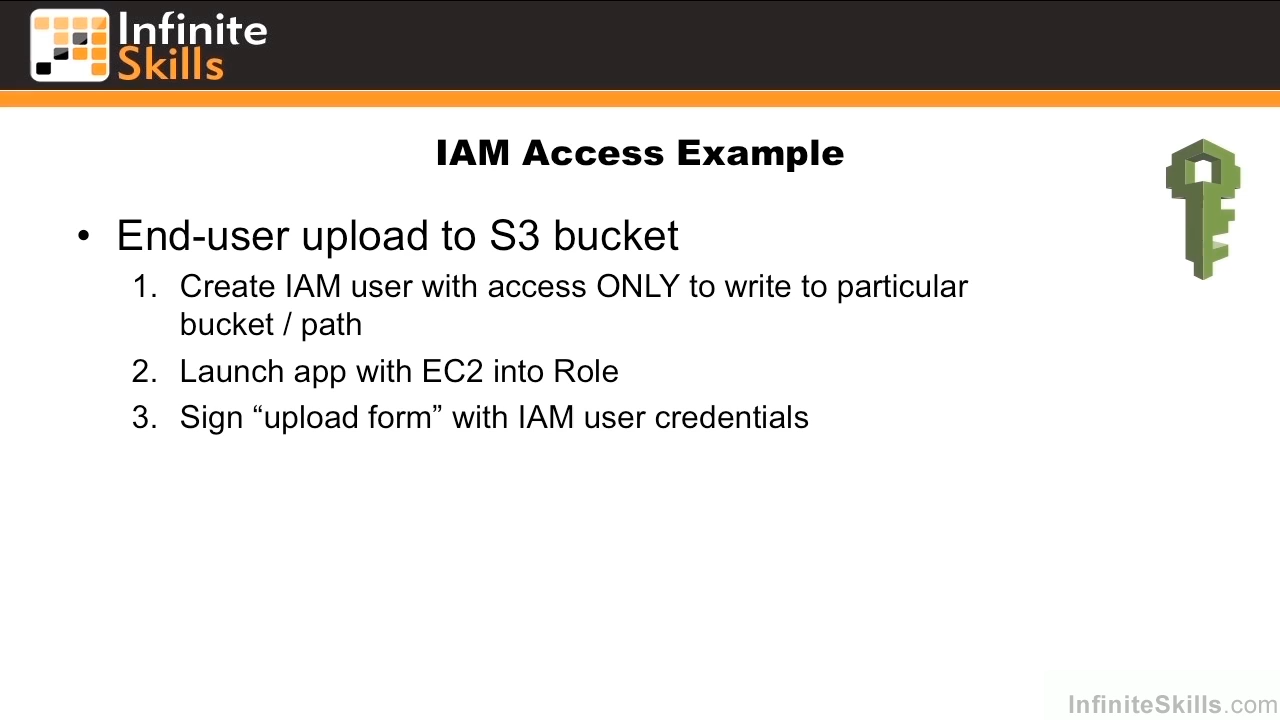 Infinite
Skills
IAM Access Example
• End-user upload to S3 bucket
1. Create IAM user with access ONLY to write to particular
bucket / path
2. Launch app with EC2 into Role
3. Sign “upload form” with IAM user credentials
InfiniteSkills.com